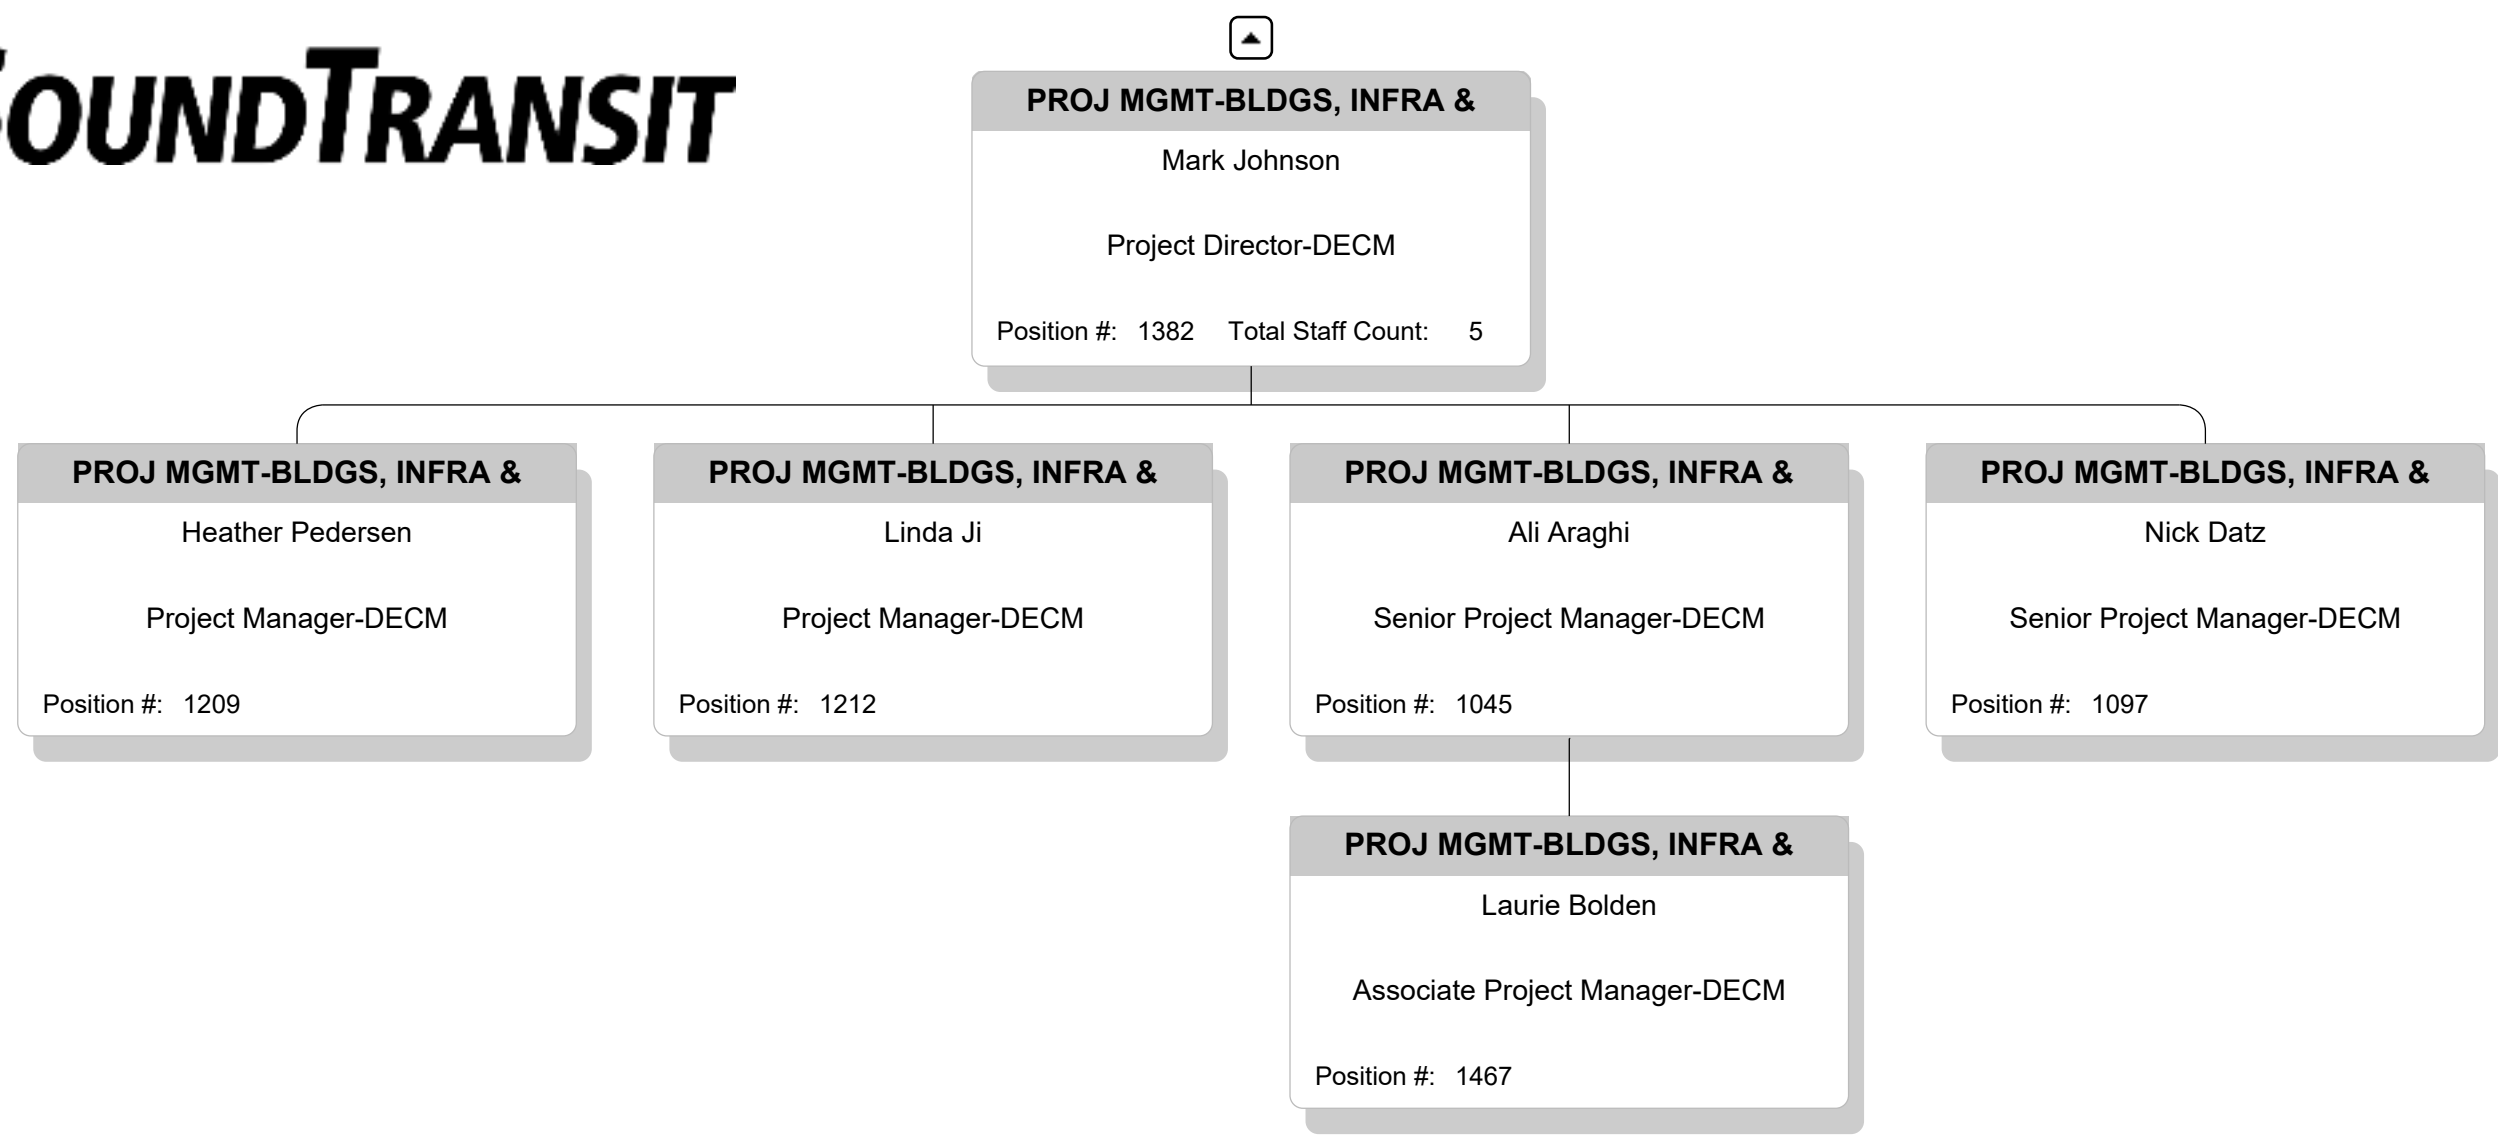 SOUNDTRANSIT
PROJ MGMT-BLDGS, INFRA &
Mark Johnson
Project Director-DECM
Position #: 1382 Total Staff Count: 5
PROJ MGMT-BLDGS, INFRA &
Heather Pedersen
Project Manager-DECM
Position #: 1209
PROJ MGMT-BLDGS, INFRA &
Linda Ji
Project Manager-DECM
Position #: 1212
PROJ MGMT-BLDGS, INFRA &
Ali Araghi
Senior Project Manager-DECM
Position #: 1045
PROJ MGMT-BLDGS, INFRA &
Nick Datz
Senior Project Manager-DECM
Position #: 1097
PROJ MGMT-BLDGS, INFRA &
Laurie Bolden
Associate Project Manager-DECM
Position #: 1467